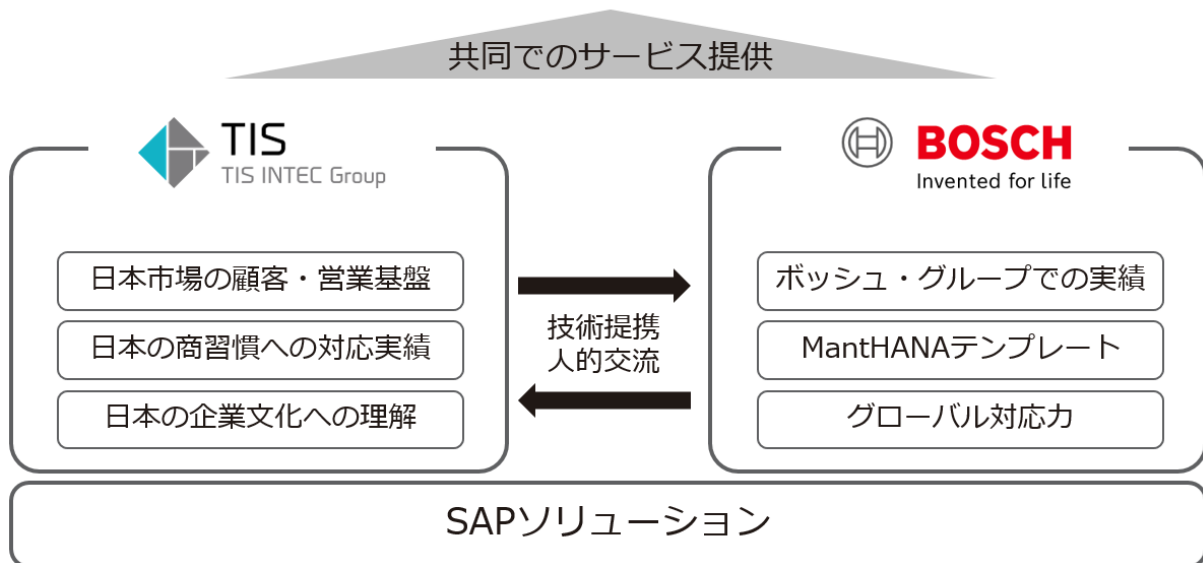 共同でのサービス提供
TIS
TIS INTEC Group
日本市場の顧客・営業基盤
日本の商習慣への対応実績
日本の企業文化への理解
技術提携
人的交流
BOSCH
Invented for life
ボッシュ・グループでの実績
MantHANAテンプレート
グローバル対応力
SAPソリューション